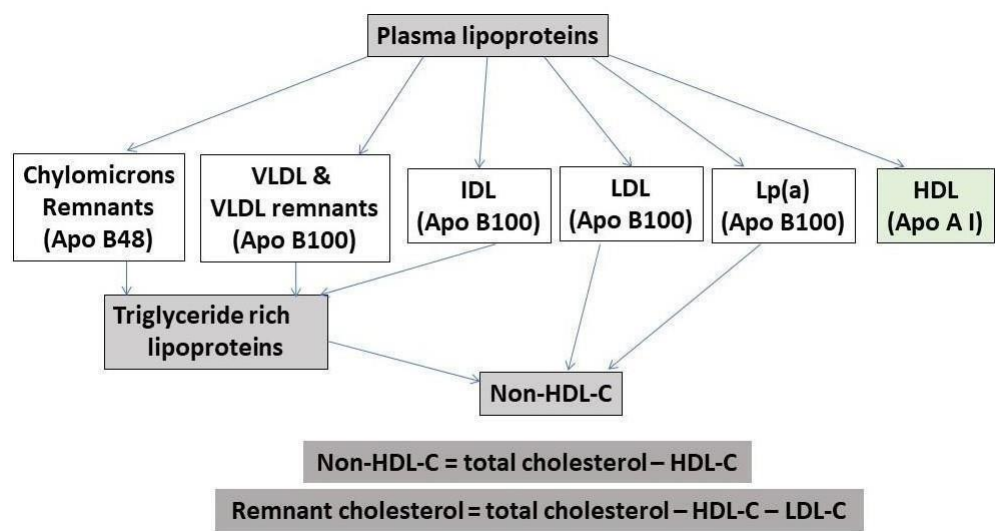 Plasma lipoproteins
Chylomicrons
Remnants
(Apo B48)
VLDL &
VLDL remnants
(Apo B100)
IDL
(Apo B100)
LDL
(Apo B100)
Lp(a)
(Apo B100)
HDL
(Apo A I)
Triglyceride rich
lipoproteins
Non-HDL-C
Non-HDL-C = total cholesterol – HDL-C
Remnant cholesterol = total cholesterol – HDL-C – LDL-C